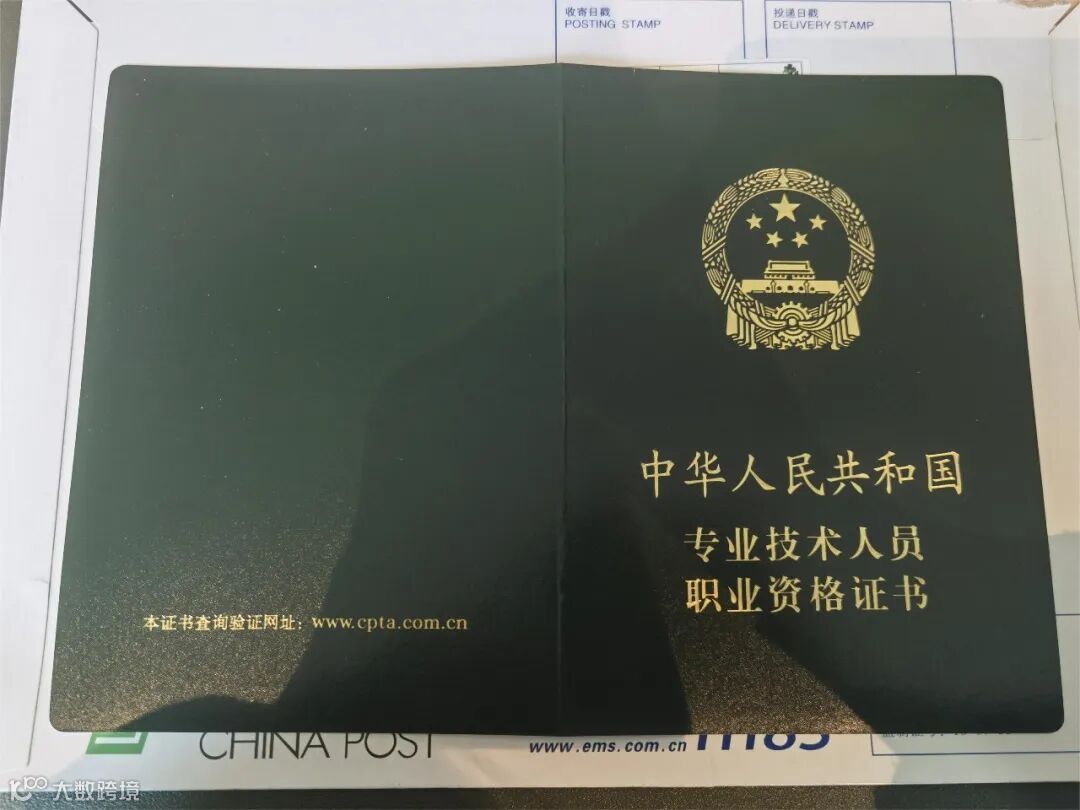 收寄日戳
POSTING STAMP
投递日戳
DELIVERY STAMP
中华人民共和国
专业技术人员
职业资格证书
本证书查询验证网址：www.cpta.com.cn
CHINA POST
www.ems.com.cn
大数跨境